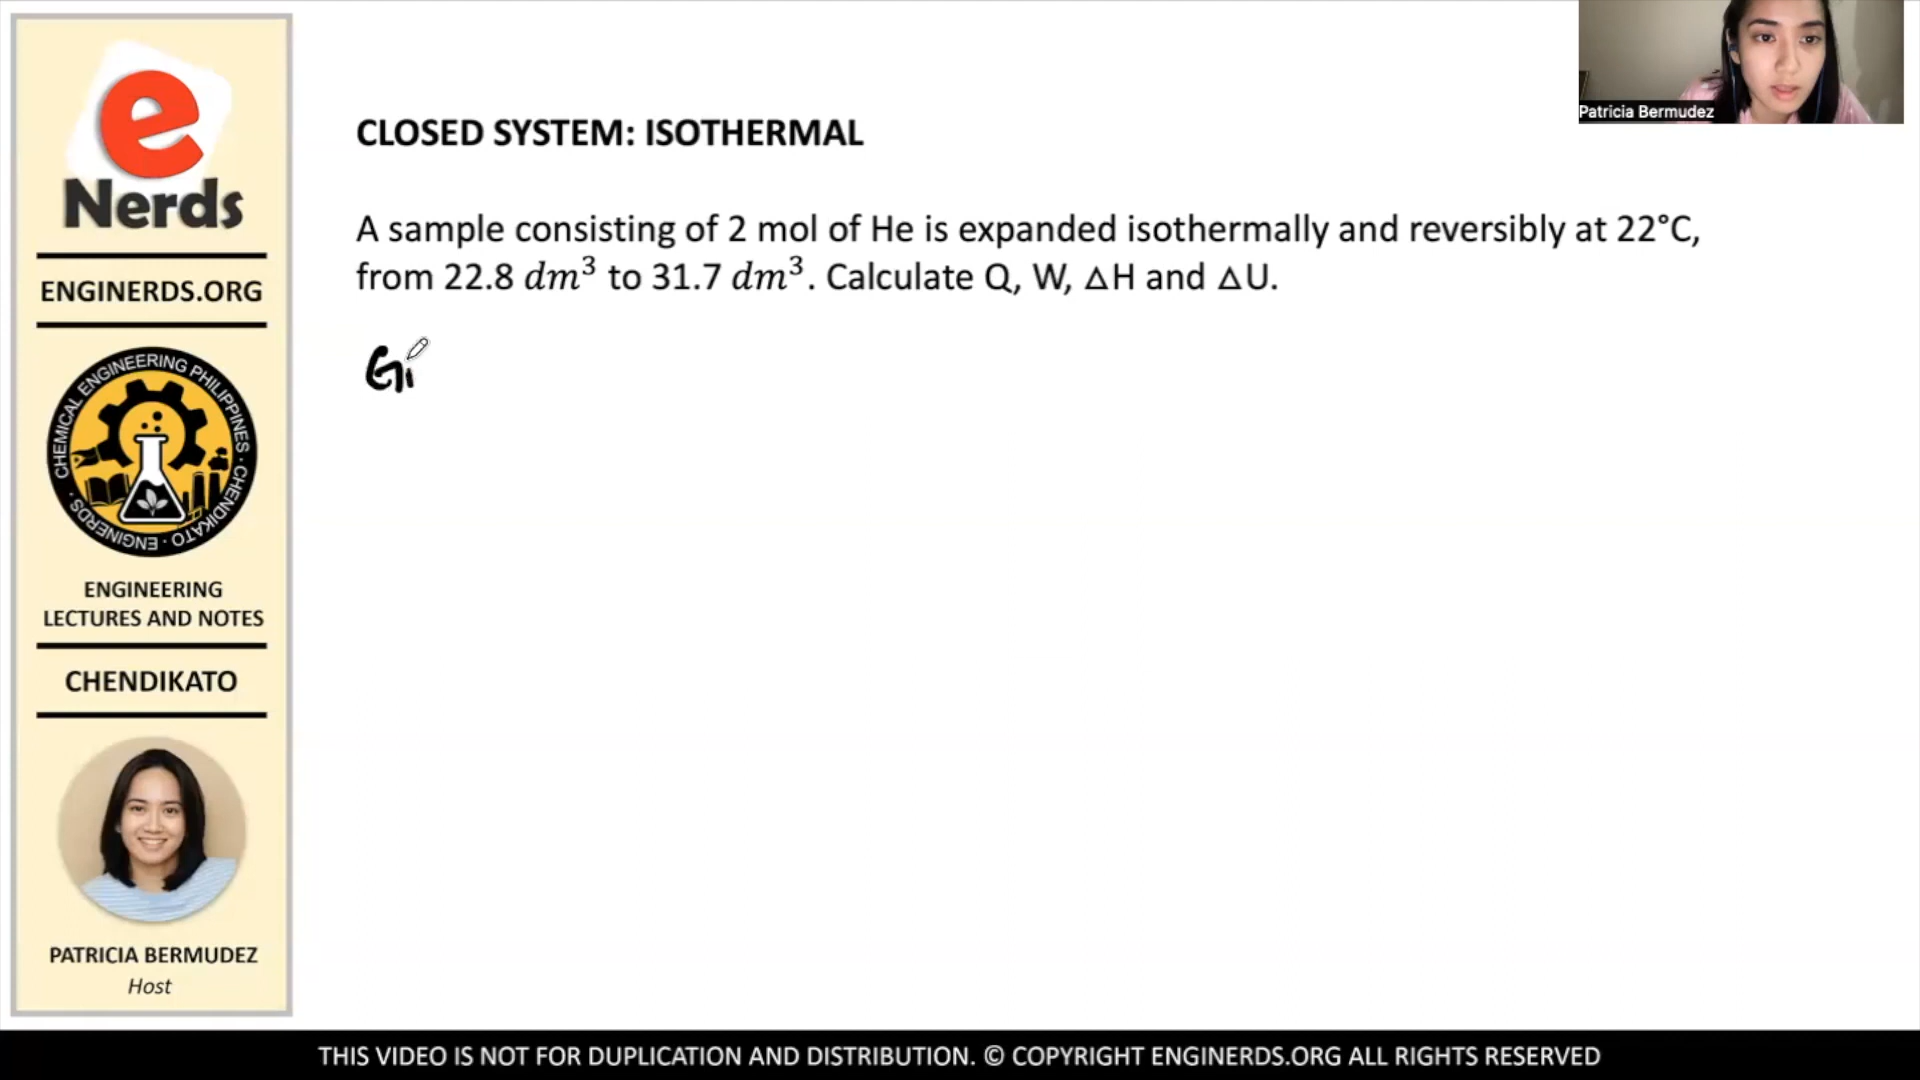 e
Nerds
ENGINERDS.ORG
CHEMICAL ENGINEERING PHILIPPINES · CHENDIKATO · ENGINERDS ·
ENGINEERING
LECTURES AND NOTES
CHENDIKATO
PATRICIA BERMUDEZ
Host
Patricia Bermudez
CLOSED SYSTEM: ISOTHERMAL
A sample consisting of 2 mol of He is expanded isothermally and reversibly at 22°C,
from 22.8 dm³ to 31.7 dm³. Calculate Q, W, △H and △U.
Gi
THIS VIDEO IS NOT FOR DUPLICATION AND DISTRIBUTION. © COPYRIGHT ENGINERDS.ORG ALL RIGHTS RESERVED